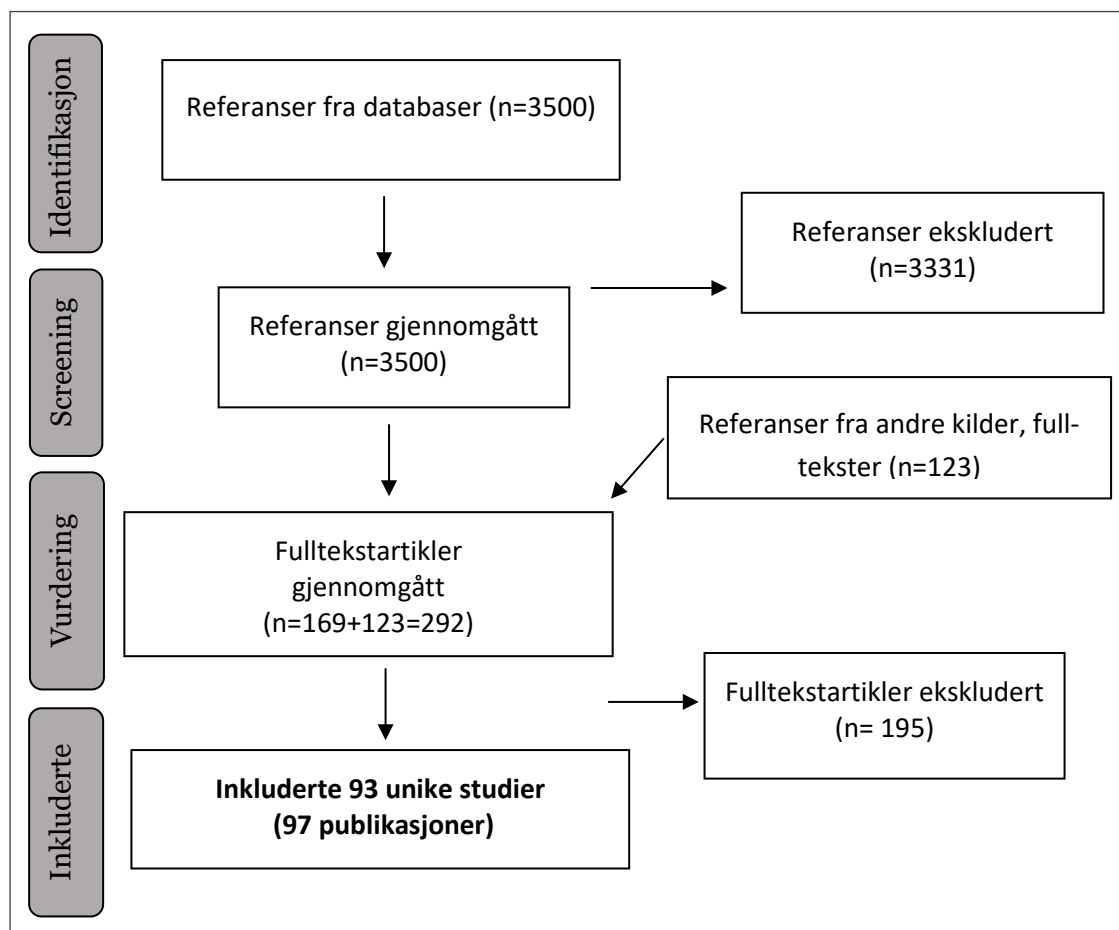 Identifikasjon
Referanser fra databaser (n=3500)
Referanser ekskludert
(n=3331)
Screening
Referanser gjennomgått
(n=3500)
Referanser fra andre kilder, full-
tekster (n=123)
Vurdering
Fulltekstartikler
gjennomgått
(n=169+123=292)
Fulltekstartikler ekskludert
(n= 195)
Inkluderte
Inkluderte 93 unike studier
(97 publikasjoner)